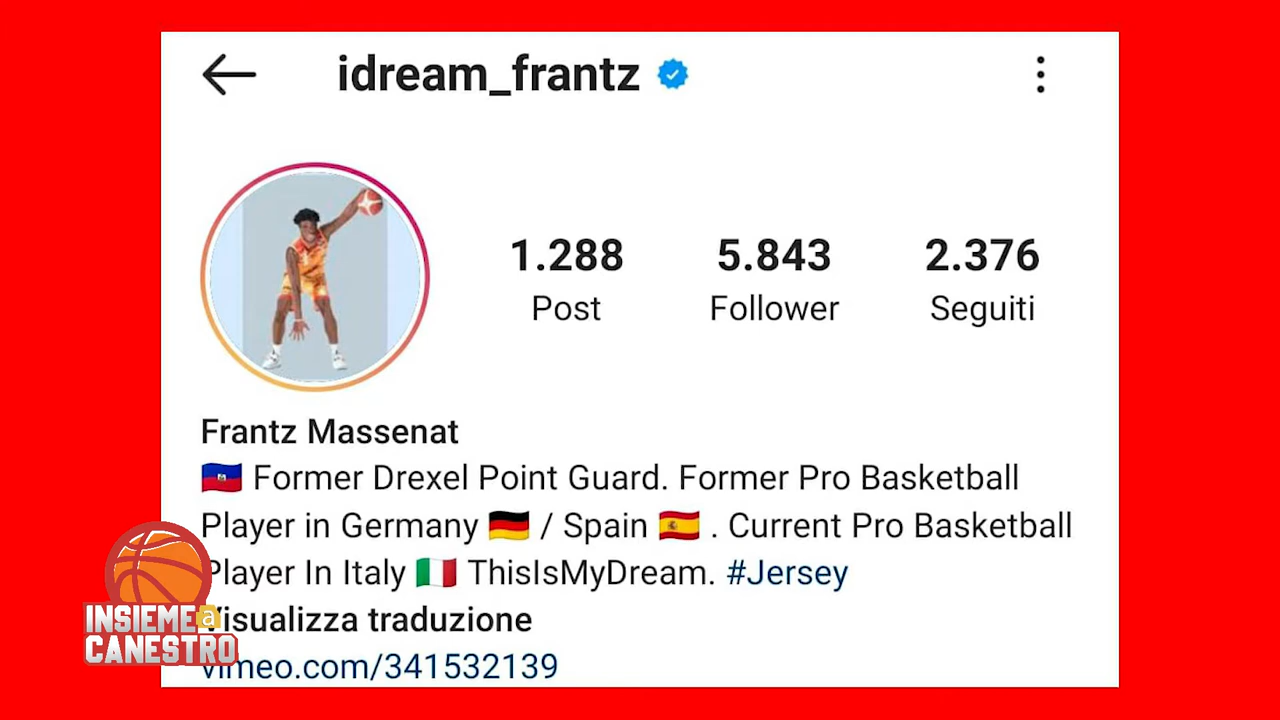 idream_frantz
1.288 5.843 2.376
Post Follower Seguiti
Frantz Massenat
🇭🇹 Former Drexel Point Guard. Former Pro Basketball
Player in Germany 🇩🇪 / Spain 🇪🇸 . Current Pro Basketball
Player In Italy 🇮🇹 ThisIsMyDream. #Jersey
Visualizza traduzione
vimeo.com/341532139
INSIEME a
CANESTRO